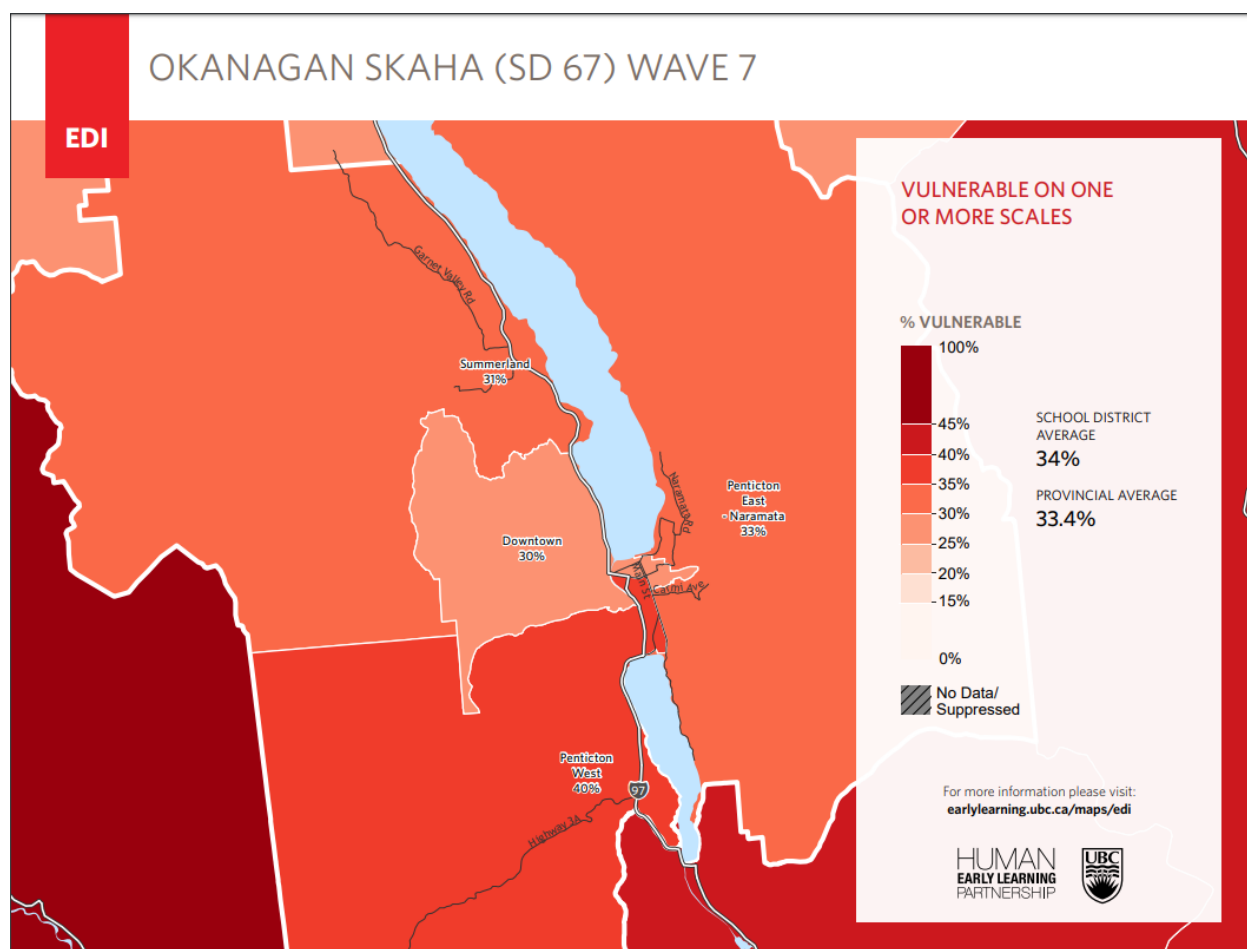 EDI
OKANAGAN SKAHA (SD 67) WAVE 7
Garnet Valley Rd
Summerland
31%
Downtown
30%
Naramata Rd
Penticton
East
- Naramata
33%
Main St
Carmi Ave
Penticton
West
40%
97
Highway 3A
VULNERABLE ON ONE
OR MORE SCALES
% VULNERABLE
100%
45%
40%
35%
30%
25%
20%
15%
0%
No Data/
Suppressed
SCHOOL DISTRICT
AVERAGE
34%
PROVINCIAL AVERAGE
33.4%
For more information please visit:
earlylearning.ubc.ca/maps/edi
HUMAN
EARLY LEARNING
PARTNERSHIP
UBC